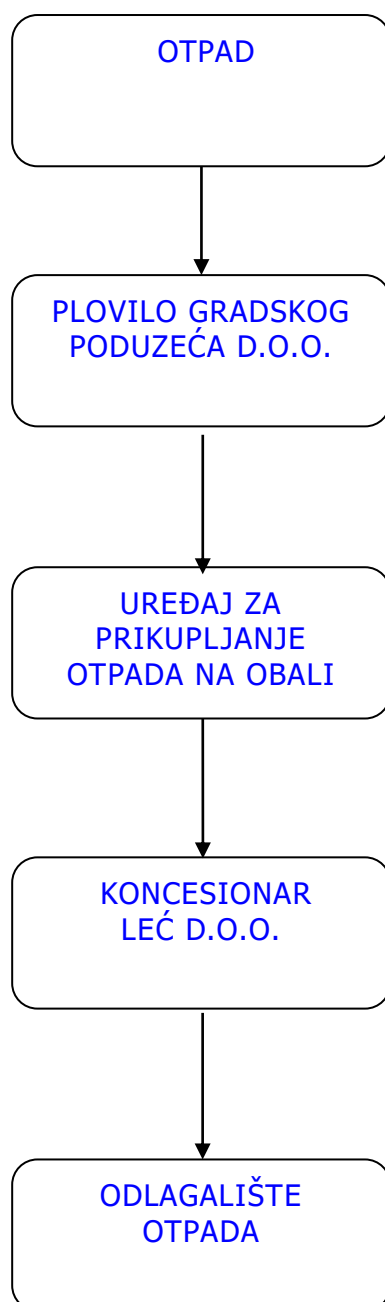 OTPAD
PLOVILO GRADSKOG
PODUZEĆA D.O.O.
UREĐAJ ZA
PRIKUPLJANJE
OTPADA NA OBALI
KONCESIONAR
LEĆ D.O.O.
ODLAGALIŠTE
OTPADA